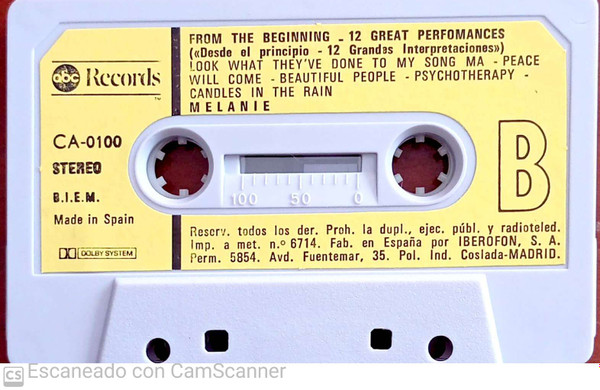 FROM THE BEGINNING - 12 GREAT PERFOMANCES
(«Desde el principio - 12 Grandes Interpretaciones»)
LOOK WHAT THEY'VE DONE TO MY SONG MA - PEACE
WILL COME - BEAUTIFUL PEOPLE - PSYCHOTHERAPY -
CANDLES IN THE RAIN
MELANIE
abc Records
TM
CA-0100
STEREO
B.I.E.M.
Made in Spain
DOLBY SYSTEM
100 50 0
B
Reserv. todos los der. Proh. la dupl., ejec. públ. y radioteled.
Imp. a met. n.º 6714. Fab. en España por IBEROFON, S. A.
Perm. 5854. Avd. Fuentemar, 35. Pol. Ind. Coslada-MADRID.
CS Escaneado con CamScanner